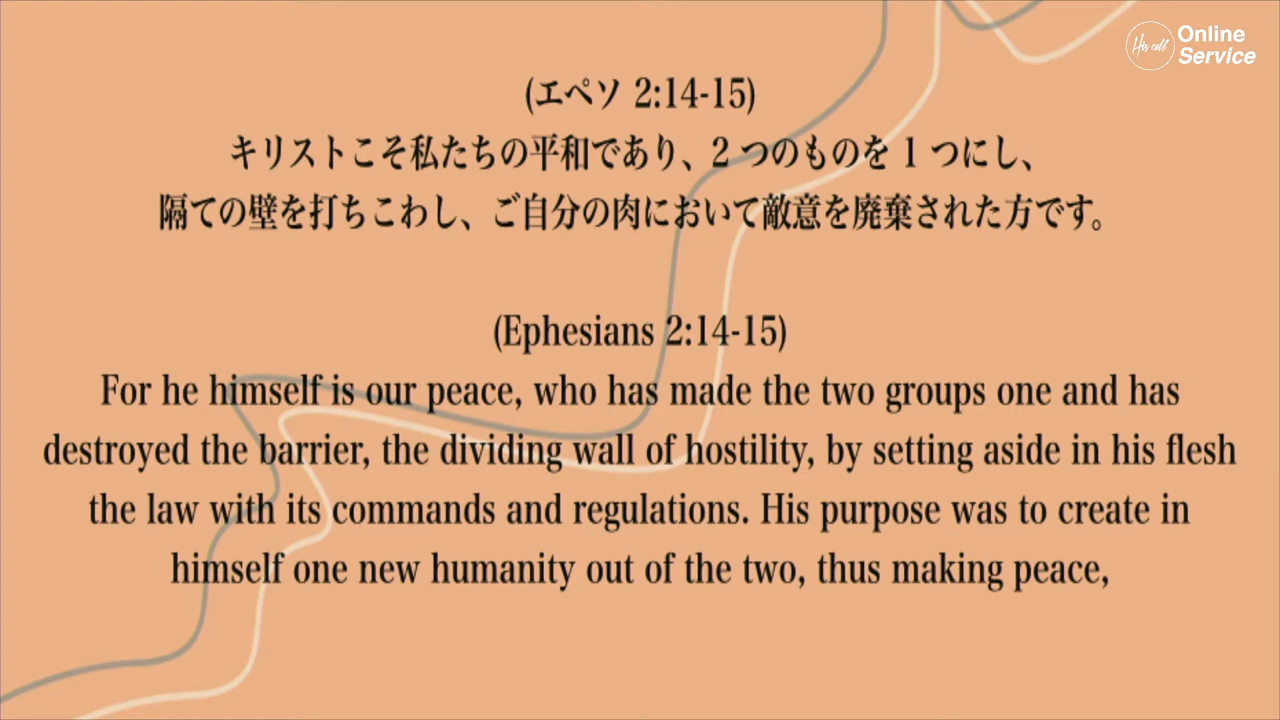 His call
Online
Service
(エペソ 2:14-15)
キリストこそ私たちの平和であり、2 つのものを 1 つにし、
隔ての壁を打ちこわし、ご自分の肉において敵意を廃棄された方です。
(Ephesians 2:14-15)
For he himself is our peace, who has made the two groups one and has
destroyed the barrier, the dividing wall of hostility, by setting aside in his flesh
the law with its commands and regulations. His purpose was to create in
himself one new humanity out of the two, thus making peace,